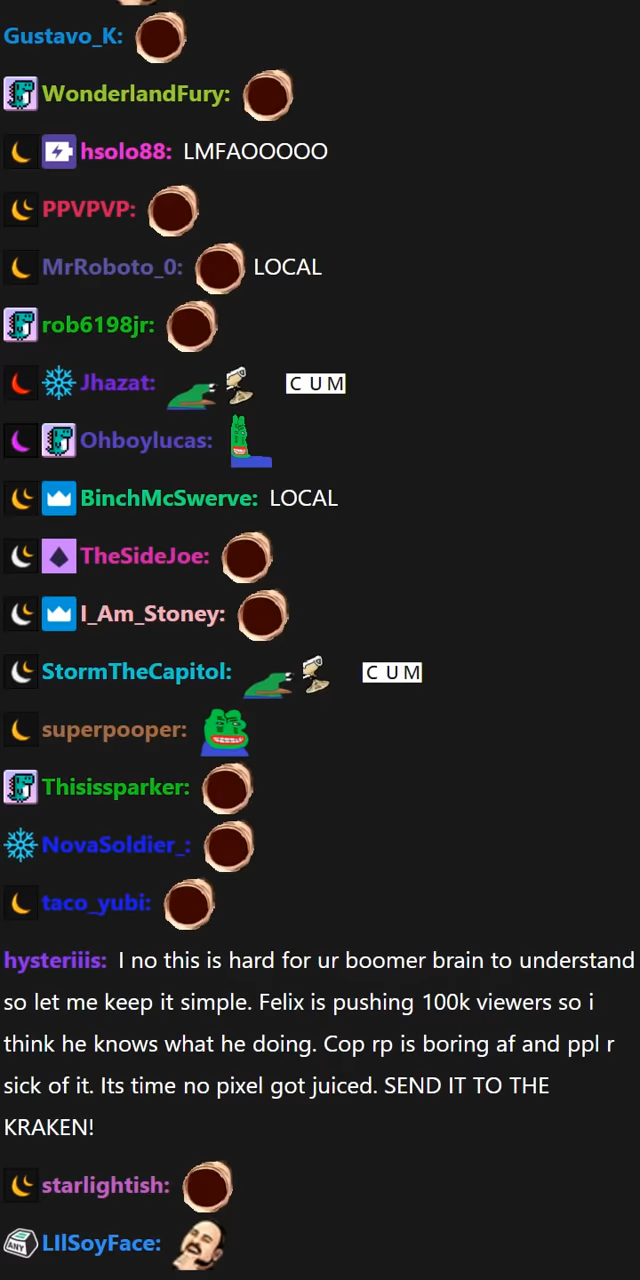 Gustavo_K:
WonderlandFury:
hsolo88: LMFAOOOOO
PPVPVP:
MrRoboto_0: LOCAL
rob6198jr:
Jhazat: CUM
Ohboylucas:
BinchMcSwerve: LOCAL
TheSideJoe:
I_Am_Stoney:
StormTheCapitol: CUM
superpooper:
Thisissparker:
NovaSoldier_:
taco_yubi:
hysteriiis: I no this is hard for ur boomer brain to understand
so let me keep it simple. Felix is pushing 100k viewers so i
think he knows what he doing. Cop rp is boring af and ppl r
sick of it. Its time no pixel got juiced. SEND IT TO THE
KRAKEN!
starlightish:
ANY LIlSoyFace: